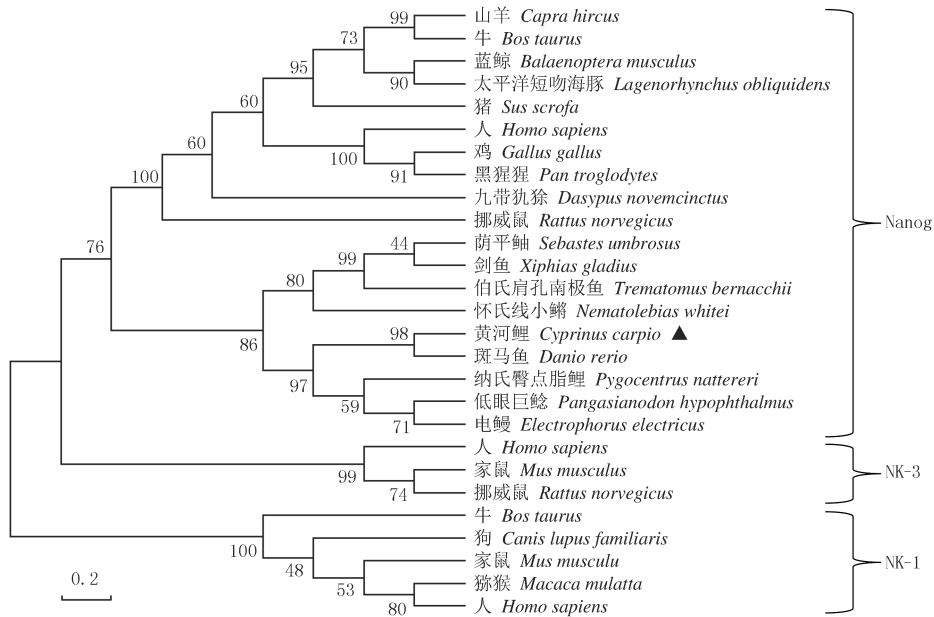 99
山羊 Capra hircus
73
牛 Bos taurus
95
蓝鲸 Balaenoptera musculus
90
太平洋短吻海豚 Lagenorhynchus obliquidens
60
猪 Sus scrofa
人 Homo sapiens
60
100
鸡 Gallus gallus
91
黑猩猩 Pan troglodytes
100
九带犰狳 Dasypus novemcinctus
挪威鼠 Rattus norvegicus
Nanog
76
44
荫平鲉 Sebastes umbrosus
99
剑鱼 Xiphias gladius
80
伯氏肩孔南极鱼 Trematomus bernacchii
怀氏线小鳉 Nematolebias whitei
86
98
黄河鲤 Cyprinus carpio ▲
斑马鱼 Danio rerio
97
纳氏臀点脂鲤 Pygocentrus nattereri
59
低眼巨鲶 Pangasianodon hypophthalmus
71
电鳗 Electrophorus electricus
人 Homo sapiens
99
家鼠 Mus musculus
NK-3
74
挪威鼠 Rattus norvegicus
牛 Bos taurus
100
狗 Canis lupus familiaris
48
家鼠 Mus musculu
NK-1
53
猕猴 Macaca mulatta
80
人 Homo sapiens
0.2